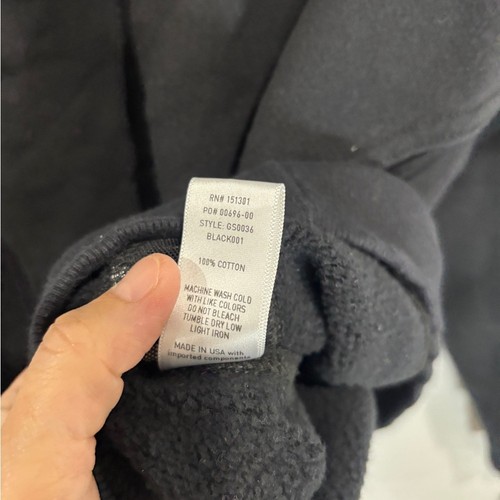 RN# 151381
PO# 00696-00
STYLE: GS0036
BLACK001
100% COTTON
MACHINE WASH COLD
WITH LIKE COLORS
DO NOT BLEACH
TUMBLE DRY LOW
LIGHT IRON
MADE IN USA with
imported components